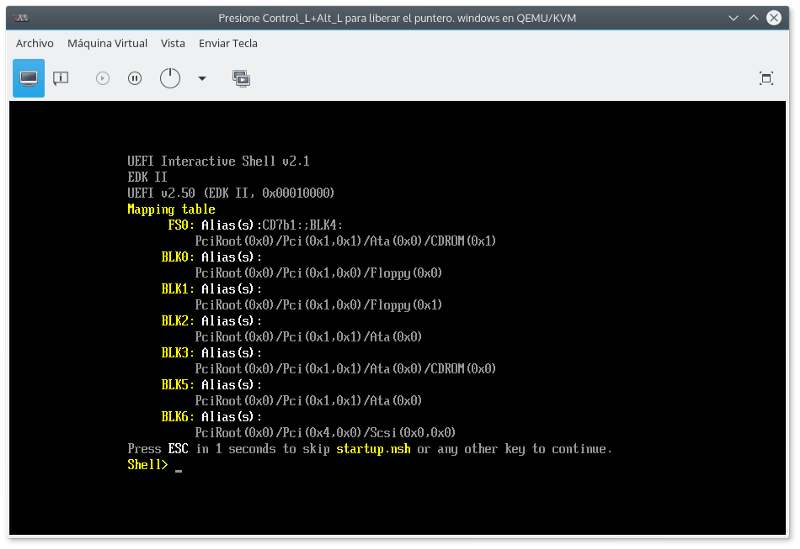 Presione Control_L+Alt_L para liberar el puntero. windows en QEMU/KVM
Archivo Máquina Virtual Vista Enviar Tecla
UEFI Interactive Shell v2.1
EDK II
UEFI v2.50 (EDK II, 0x00010000)
Mapping table
FS0: Alias(s):CD7b1:;BLK4:
PciRoot(0x0)/Pci(0x1,0x1)/Ata(0x0)/CDROM(0x1)
BLK0: Alias(s):
PciRoot(0x0)/Pci(0x1,0x0)/Floppy(0x0)
BLK1: Alias(s):
PciRoot(0x0)/Pci(0x1,0x0)/Floppy(0x1)
BLK2: Alias(s):
PciRoot(0x0)/Pci(0x1,0x1)/Ata(0x0)
BLK3: Alias(s):
PciRoot(0x0)/Pci(0x1,0x1)/Ata(0x0)/CDROM(0x0)
BLK5: Alias(s):
PciRoot(0x0)/Pci(0x1,0x1)/Ata(0x0)
BLK6: Alias(s):
PciRoot(0x0)/Pci(0x4,0x0)/Scsi(0x0,0x0)
Press ESC in 1 seconds to skip startup.nsh or any other key to continue.
Shell> _